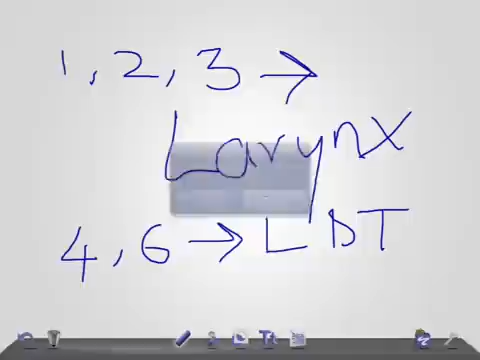 1, 2, 3 →
Larynx
4, 6 → LDT